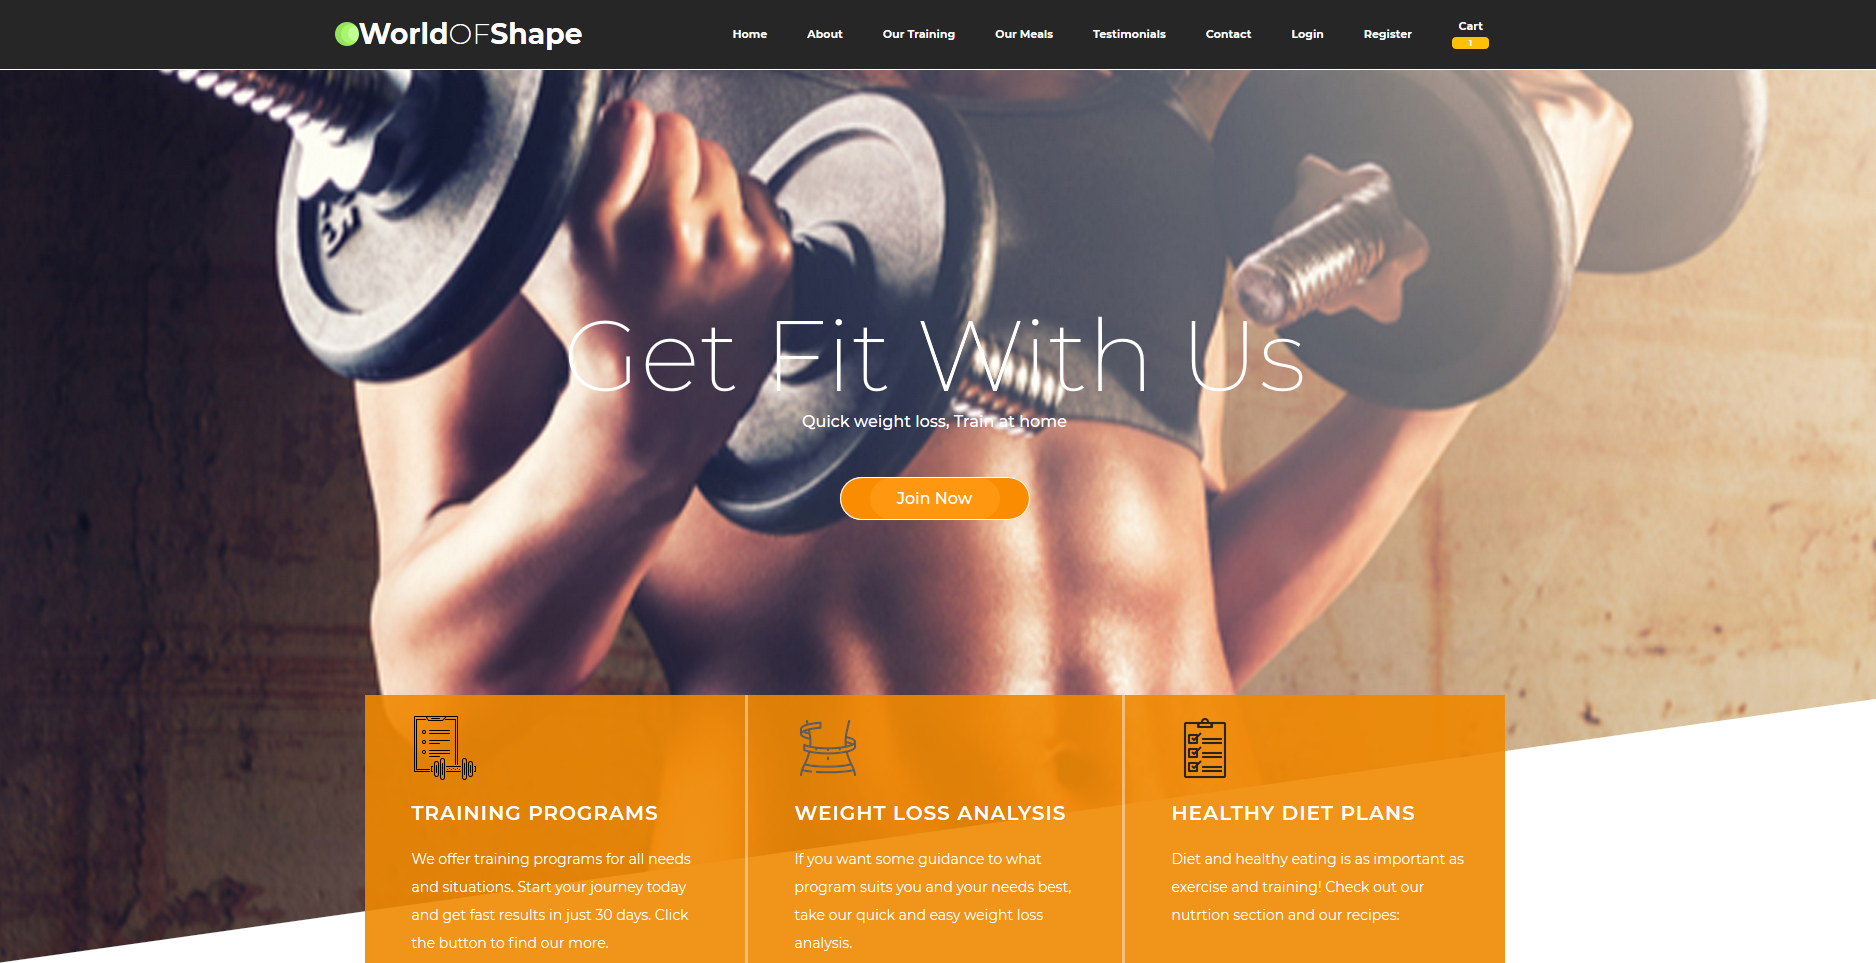 WorldOFShape
Home
About
Our Training
Our Meals
Testimonials
Contact
Login
Register
Cart
1
Get Fit With Us
Quick weight loss, Train at home
Join Now
TRAINING PROGRAMS
We offer training programs for all needs
and situations. Start your journey today
and get fast results in just 30 days. Click
the button to find our more.
WEIGHT LOSS ANALYSIS
If you want some guidance to what
program suits you and your needs best,
take our quick and easy weight loss
analysis.
HEALTHY DIET PLANS
Diet and healthy eating is as important as
exercise and training! Check out our
nutrtion section and our recipes: